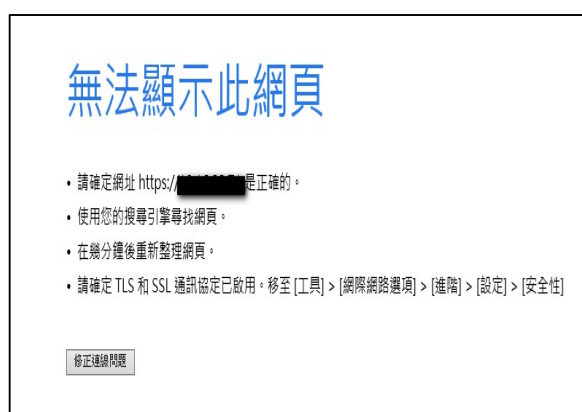 無法顯示此網頁
• 請確定網址 https://是正確的。
• 使用您的搜尋引擎尋找網頁。
• 在幾分鐘後重新整理網頁。
• 請確定 TLS 和 SSL 通訊協定已啟用。移至 [工具] > [網際網路選項] > [進階] > [設定] > [安全性]
修正連線問題